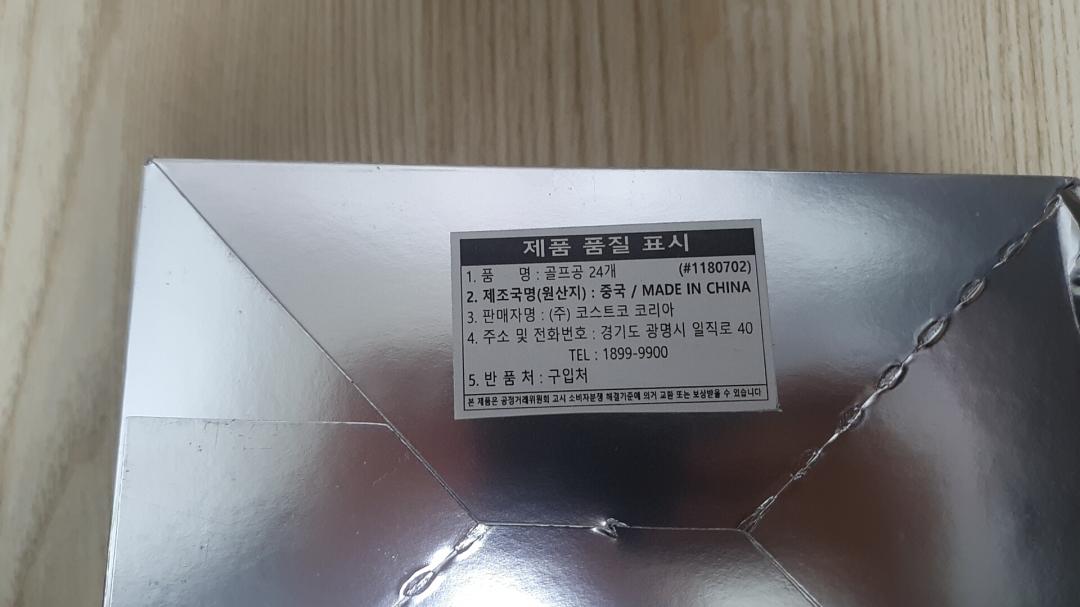 제품 품질 표시
1. 품 명 : 골프공 24개 (#1180702)
2. 제조국명(원산지) : 중국 / MADE IN CHINA
3. 판매자명 : (주) 코스트코 코리아
4. 주소 및 전화번호 : 경기도 광명시 일직로 40
TEL : 1899-9900
5. 반 품 처 : 구입처
본 제품은 공정거래위원회 고시 소비자분쟁 해결기준에 의거 교환 또는 보상받을 수 있습니다